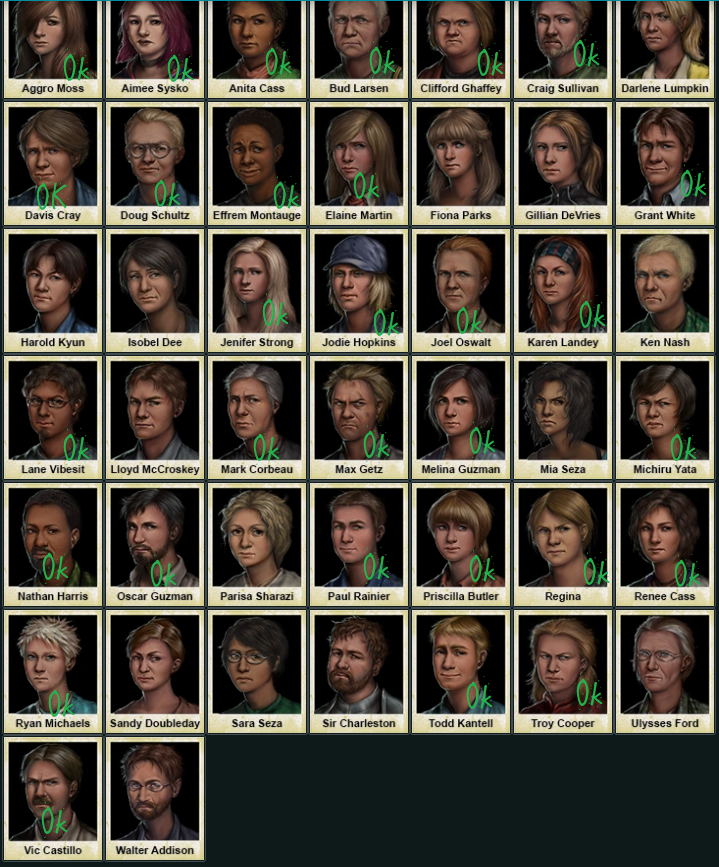 Ok Ok Ok Ok Ok Ok
Aggro Moss Aimee Sysko Anita Cass Bud Larsen Clifford Ghaffey Craig Sullivan Darlene Lumpkin
OK Ok Ok Ok Ok
Davis Cray Doug Schultz Effrem Montauge Elaine Martin Fiona Parks Gillian DeVries Grant White
Ok Ok Ok Ok
Harold Kyun Isobel Dee Jenifer Strong Jodie Hopkins Joel Oswalt Karen Landey Ken Nash
Ok Ok Ok Ok Ok
Lane Vibesit Lloyd McCroskey Mark Corbeau Max Getz Melina Guzman Mia Seza Michiru Yata
Ok Ok Ok Ok Ok Ok
Nathan Harris Oscar Guzman Parisa Sharazi Paul Rainier Priscilla Butler Regina Renee Cass
Ok Ok Ok
Ryan Michaels Sandy Doubleday Sara Seza Sir Charleston Todd Kantell Troy Cooper Ulysses Ford
Ok
Vic Castillo Walter Addison